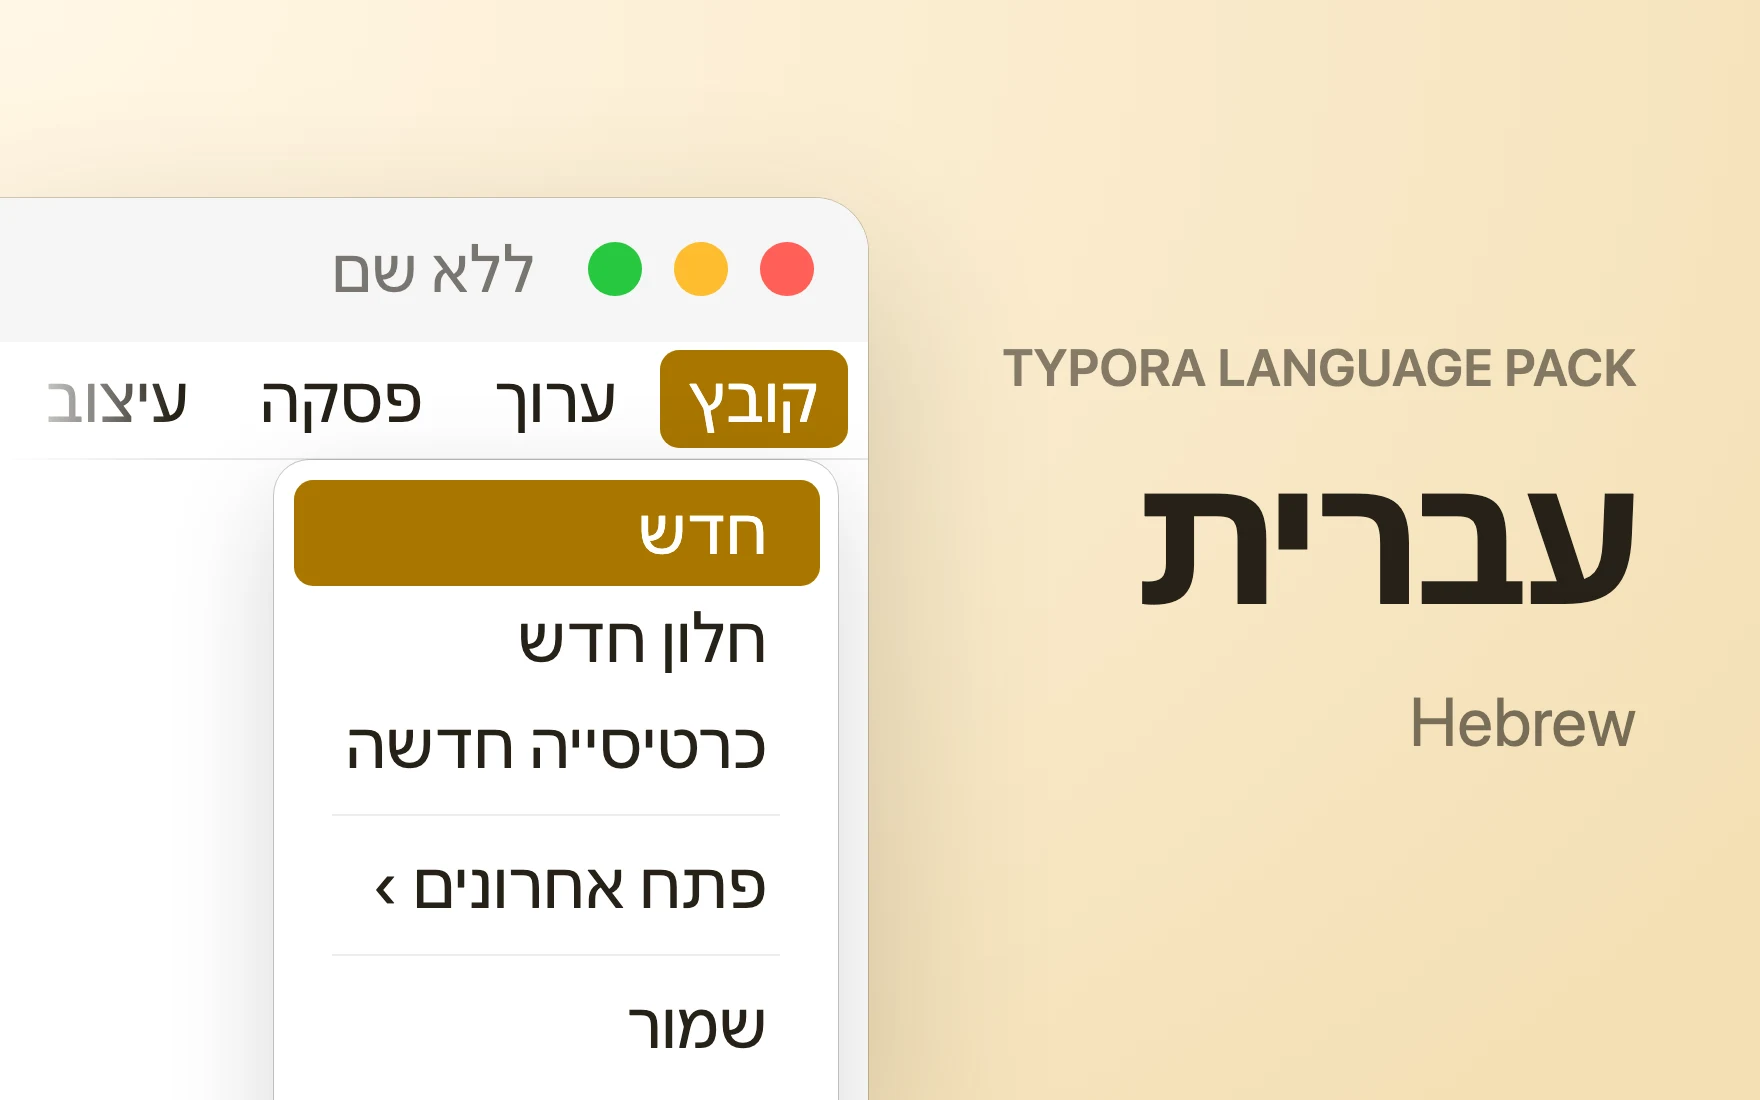 ללא שם
קובץ ערוך פסקה עיצוב
חדש
חלון חדש
כרטיסייה חדשה
פתח אחרונים ›
שמור
TYPORA LANGUAGE PACK
עברית
Hebrew